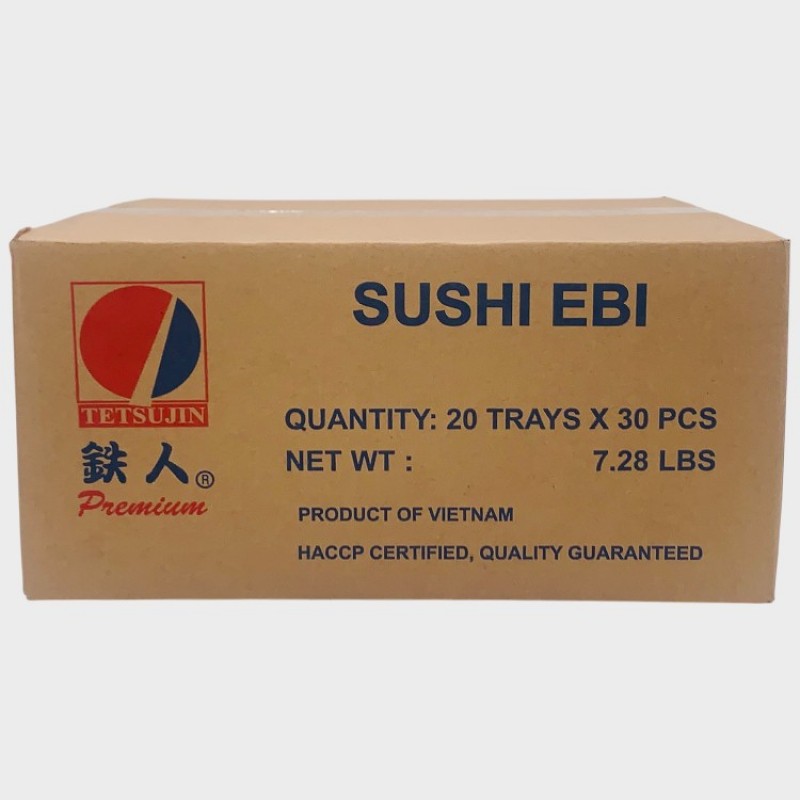 SUSHI EBI
TETSUJIN
鉄人®
Premium
QUANTITY: 20 TRAYS X 30 PCS
NET WT : 7.28 LBS
PRODUCT OF VIETNAM
HACCP CERTIFIED, QUALITY GUARANTEED